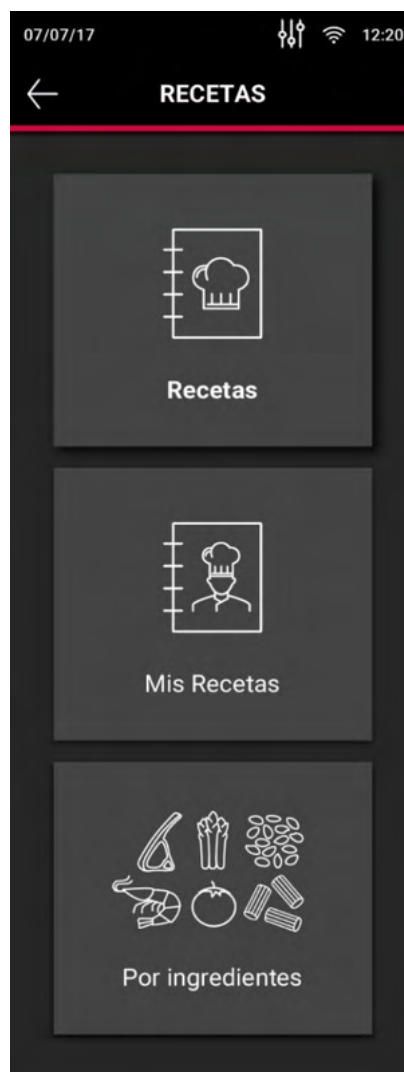 07/07/17 12:20
RECETAS
Recetas
Mis Recetas
Por ingredientes